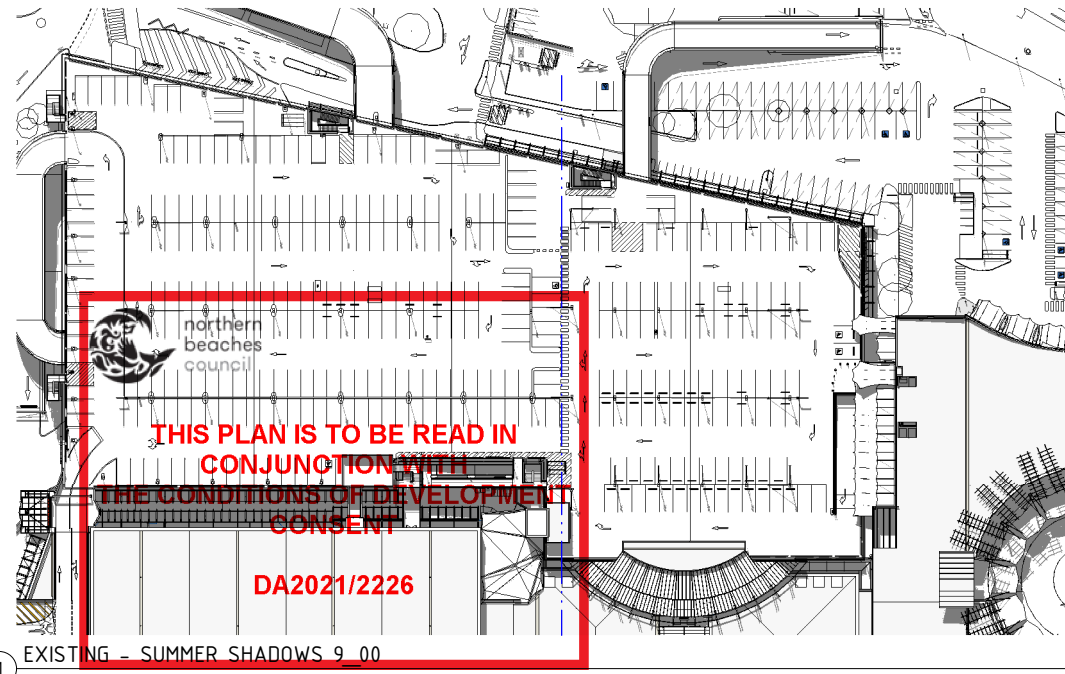 northern
beaches
council
THIS PLAN IS TO BE READ IN
CONJUNCTION WITH
THE CONDITIONS OF DEVELOPMENT
CONSENT
DA2021/2226
EXISTING - SUMMER SHADOWS 9_00